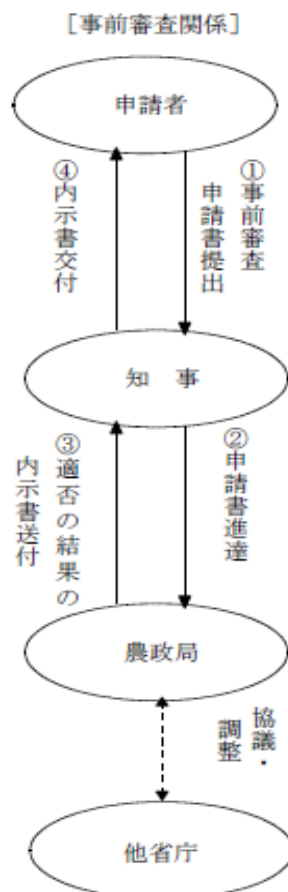 ［事前審査関係］
申請者
①事前審査
申請書提出
④内示書交付
知　事
②申請書進達
③適否の結果の
内示書送付
農政局
協議・
調整
他省庁